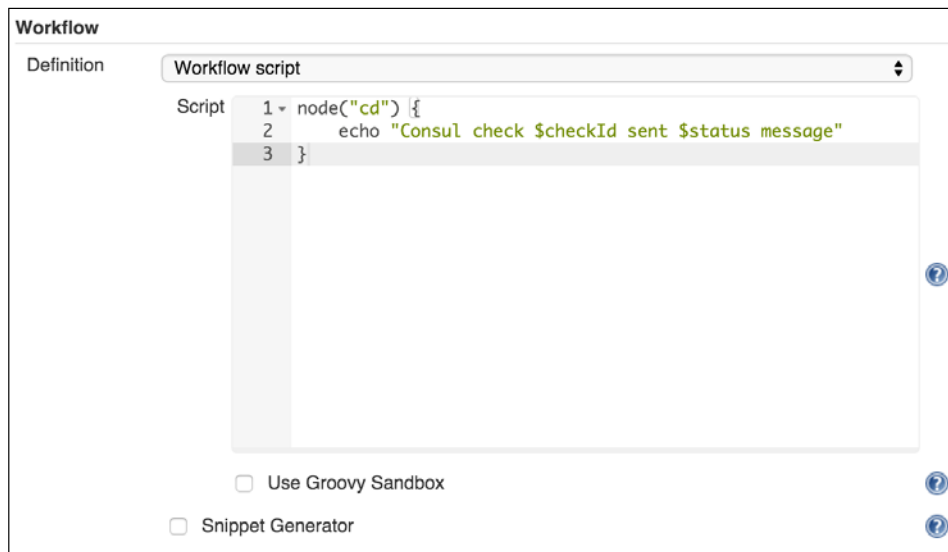 Workflow
Definition Workflow script
Script 1 node("cd") {
2     echo "Consul check $checkId sent $status message"
3 }
?
Use Groovy Sandbox ?
Snippet Generator ?